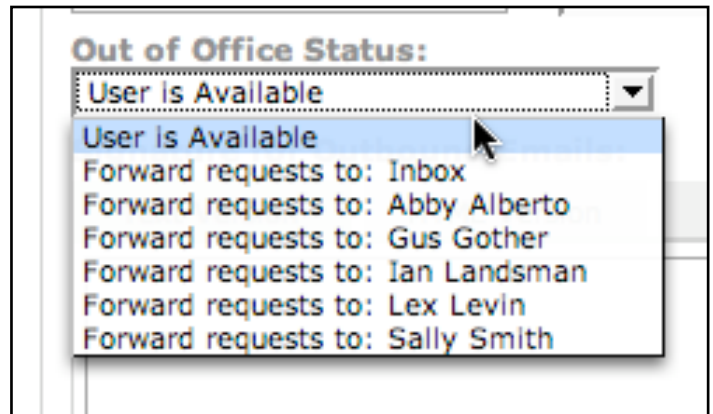 Out of Office Status:
User is Available
User is Available
Forward requests to: Inbox
Forward requests to: Abby Alberto
Forward requests to: Gus Gother
Forward requests to: Ian Landsman
Forward requests to: Lex Levin
Forward requests to: Sally Smith